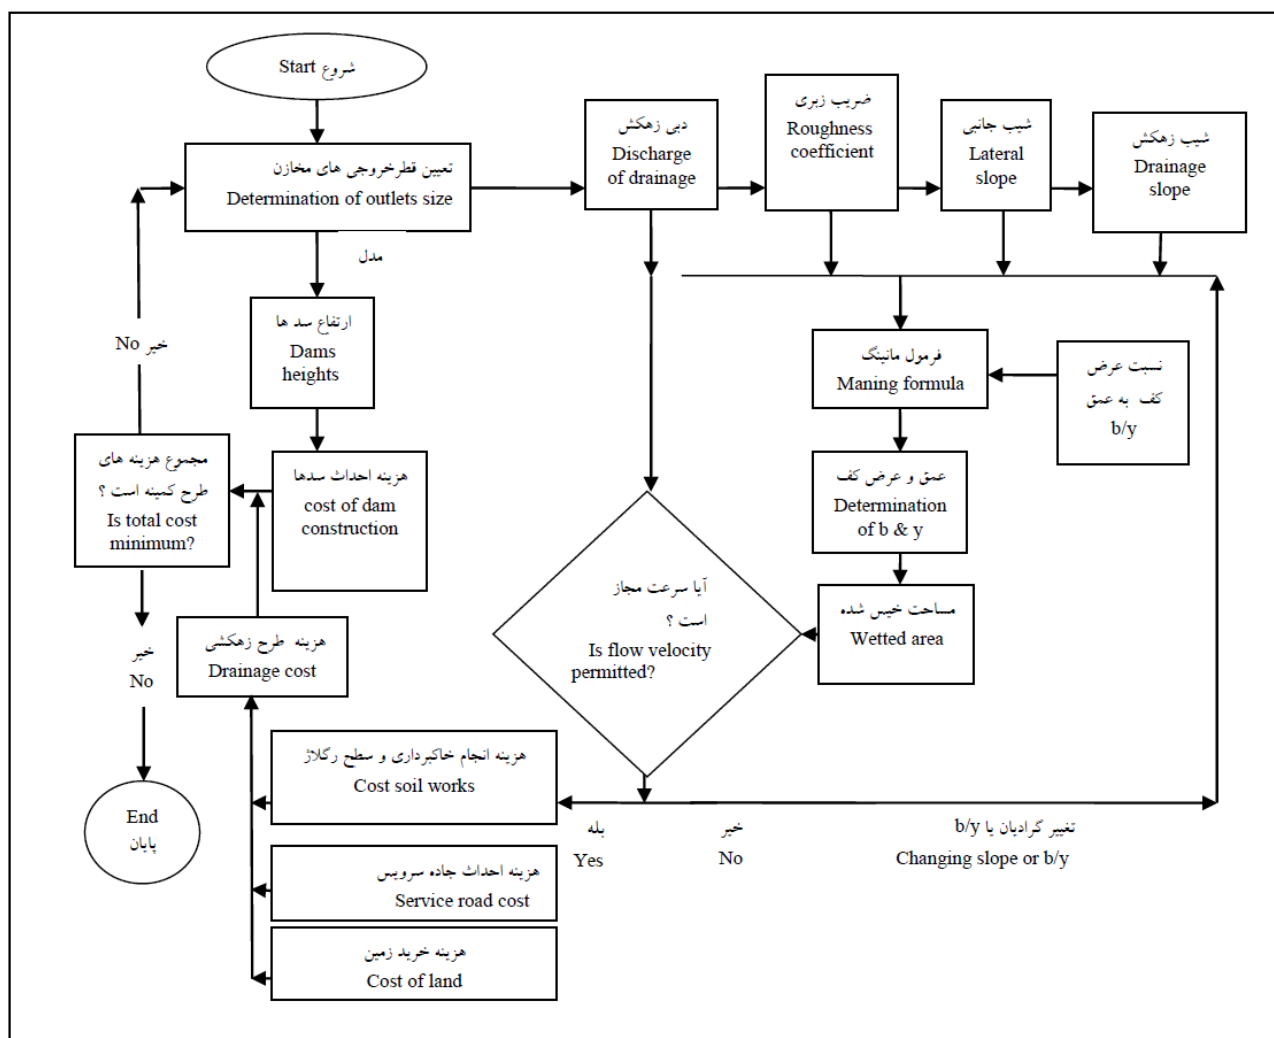 شروع Start
تعیین قطرخروجی های مخازن
Determination of outlets size
دبی زهکش
Discharge
of drainage
ضریب زبری
Roughness
coefficient
شیب جانبی
Lateral
slope
شیب زهکش
Drainage
slope
مدل
ارتفاع سد ها
Dams
heights
خیر No
فرمول مانینگ
Maning formula
نسبت عرض
کف به عمق
b/y
مجموع هزینه های
طرح کمینه است ؟
Is total cost
minimum?
هزینه احداث سدها
cost of dam
construction
عمق و عرض کف
Determination
of b & y
آیا سرعت مجاز
است ؟
Is flow velocity
permitted?
مساحت خیس شده
Wetted area
هزینه طرح زهکشی
Drainage cost
خیر
No
هزینه انجام خاکبرداری و سطح رگلاژ
Cost soil works
End
پایان
بله
Yes
خیر
No
تغییر گرادیان یا b/y
Changing slope or b/y
هزینه احداث جاده سرویس
Service road cost
هزینه خرید زمین
Cost of land